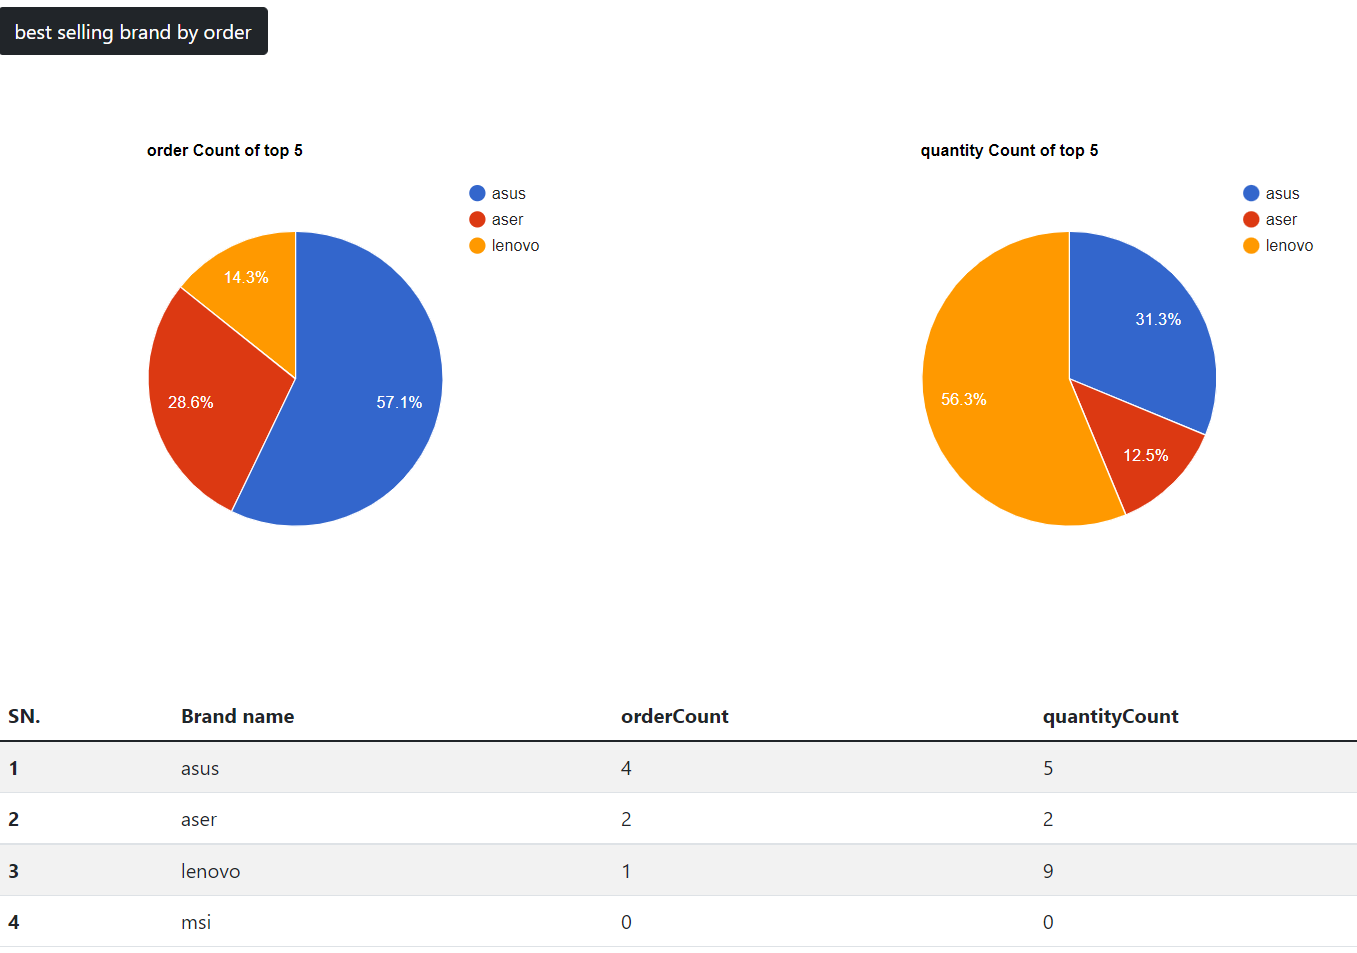 best selling brand by order
order Count of top 5
asus
aser
lenovo
14.3%
28.6%
57.1%
quantity Count of top 5
asus
aser
lenovo
31.3%
56.3%
12.5%
SN. Brand name orderCount quantityCount
1 asus 4 5
2 aser 2 2
3 lenovo 1 9
4 msi 0 0